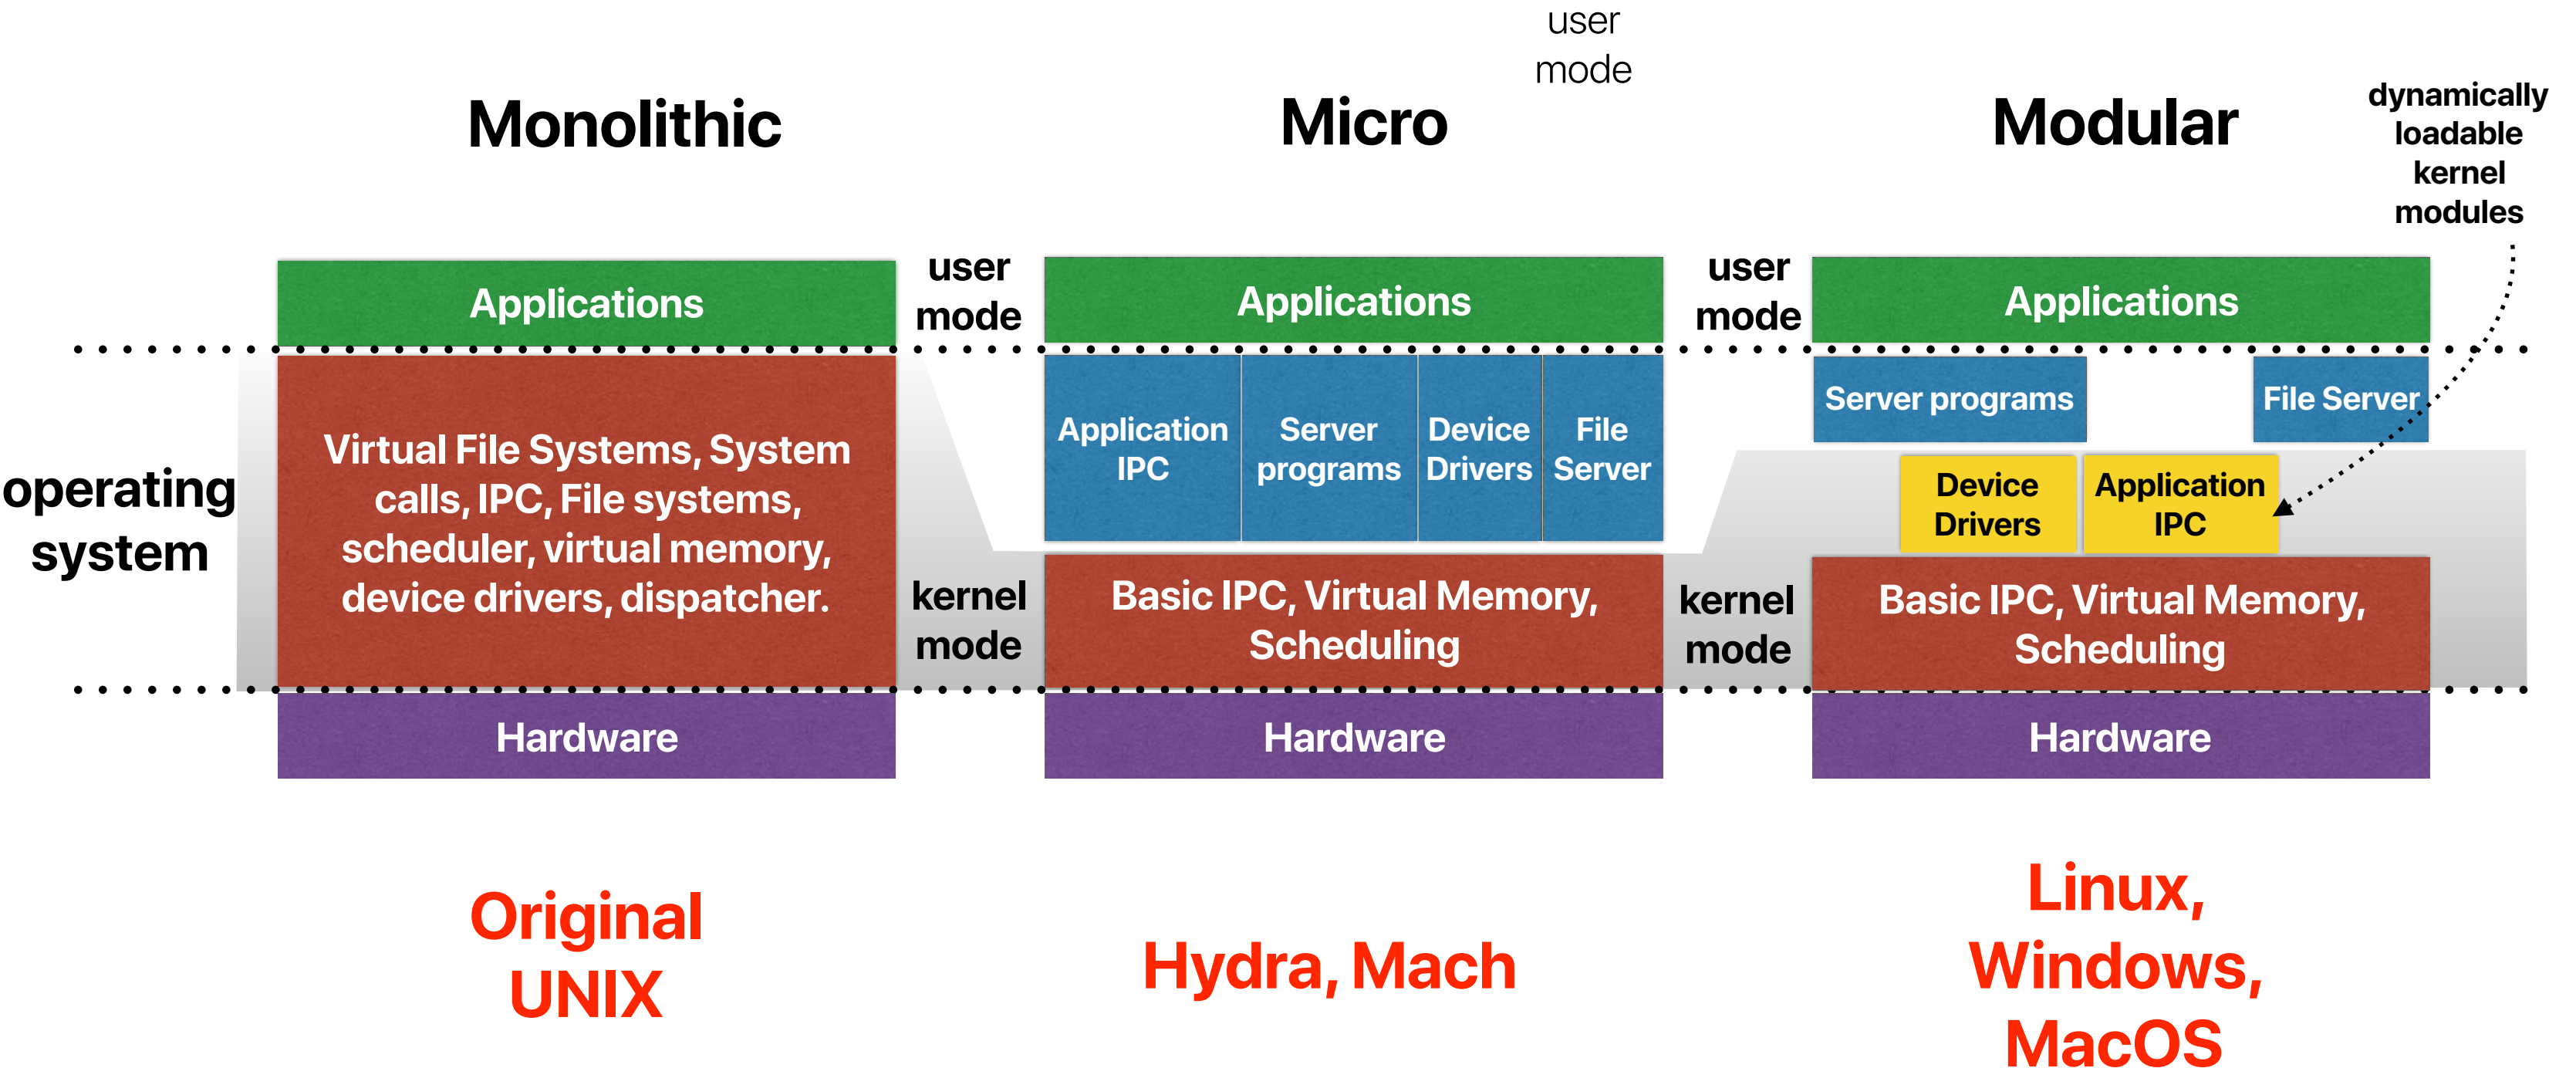 user
mode
Monolithic
Micro
Modular
dynamically
loadable
kernel
modules
operating
system
Applications
Virtual File Systems, System
calls, IPC, File systems,
scheduler, virtual memory,
device drivers, dispatcher.
Hardware
user
mode
kernel
mode
Applications
Application
IPC
Server
programs
Device
Drivers
File
Server
Basic IPC, Virtual Memory,
Scheduling
Hardware
user
mode
kernel
mode
Applications
Server programs
File Server
Device
Drivers
Application
IPC
Basic IPC, Virtual Memory,
Scheduling
Hardware
Original
UNIX
Hydra, Mach
Linux,
Windows,
MacOS